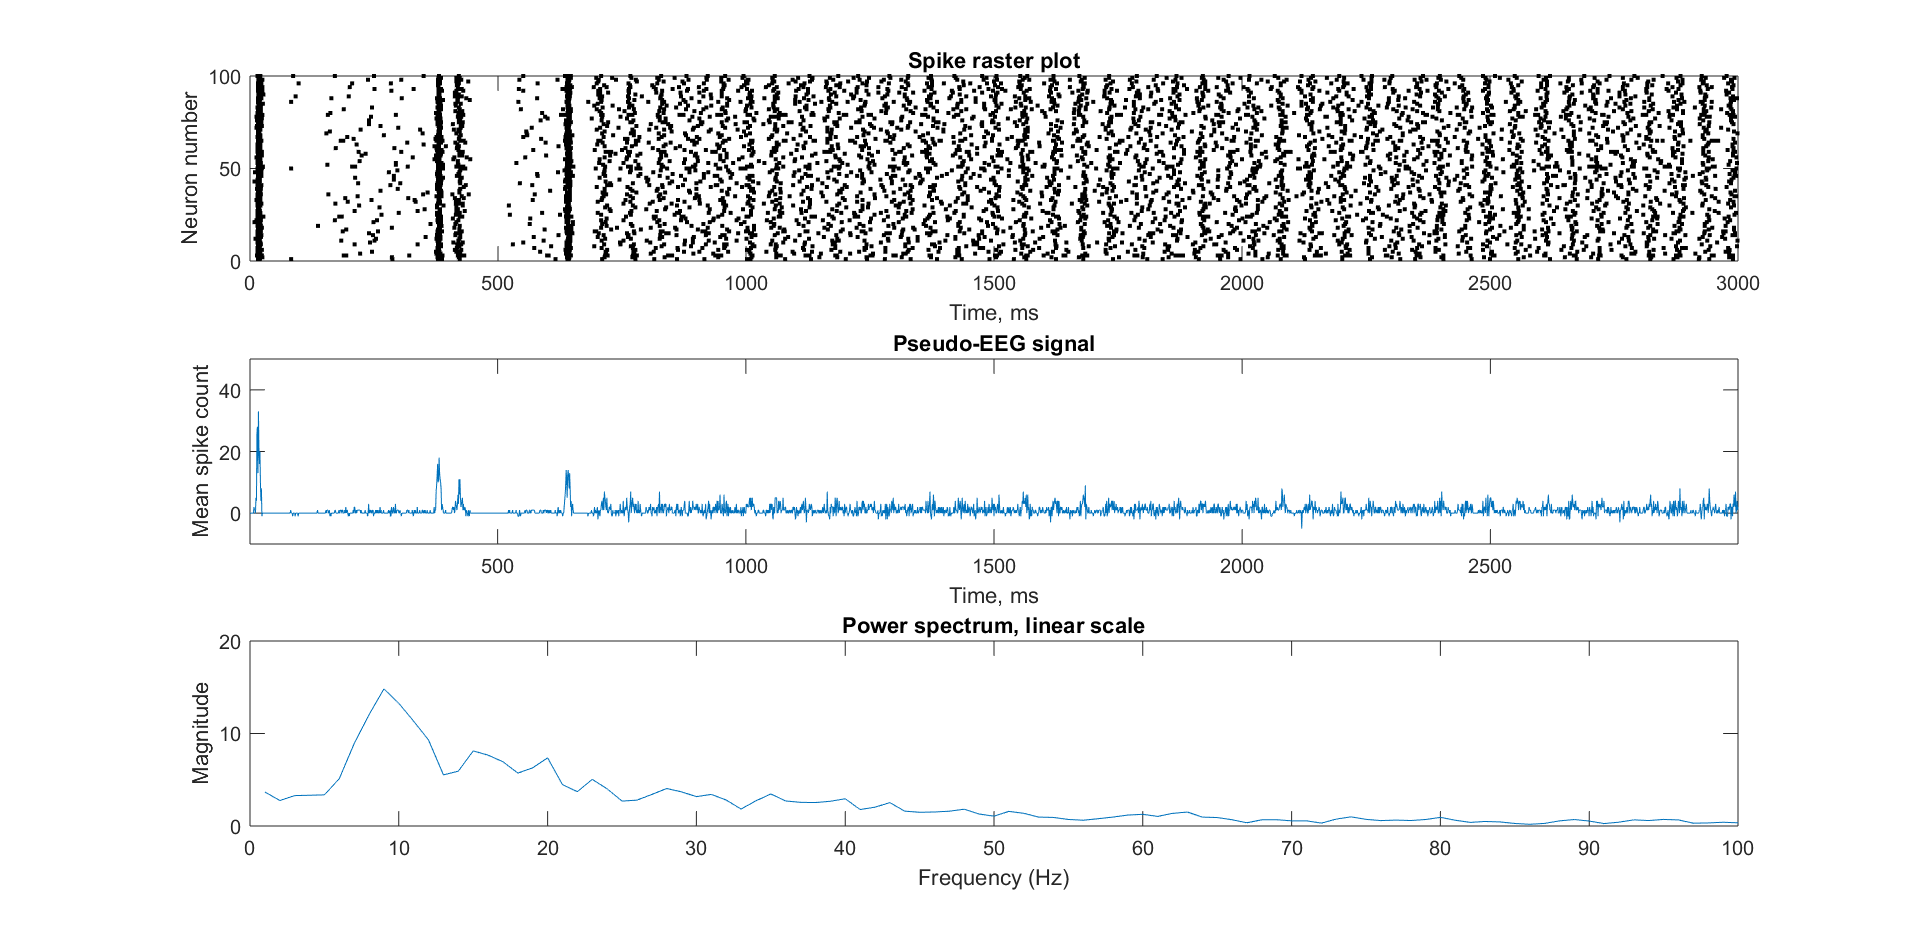 Spike raster plot
Neuron number
100
50
0
0 500 1000 1500 2000 2500 3000
Time, ms
Pseudo-EEG signal
Mean spike count
40
20
0
500 1000 1500 2000 2500
Time, ms
Power spectrum, linear scale
Magnitude
20
10
0
0 10 20 30 40 50 60 70 80 90 100
Frequency (Hz)